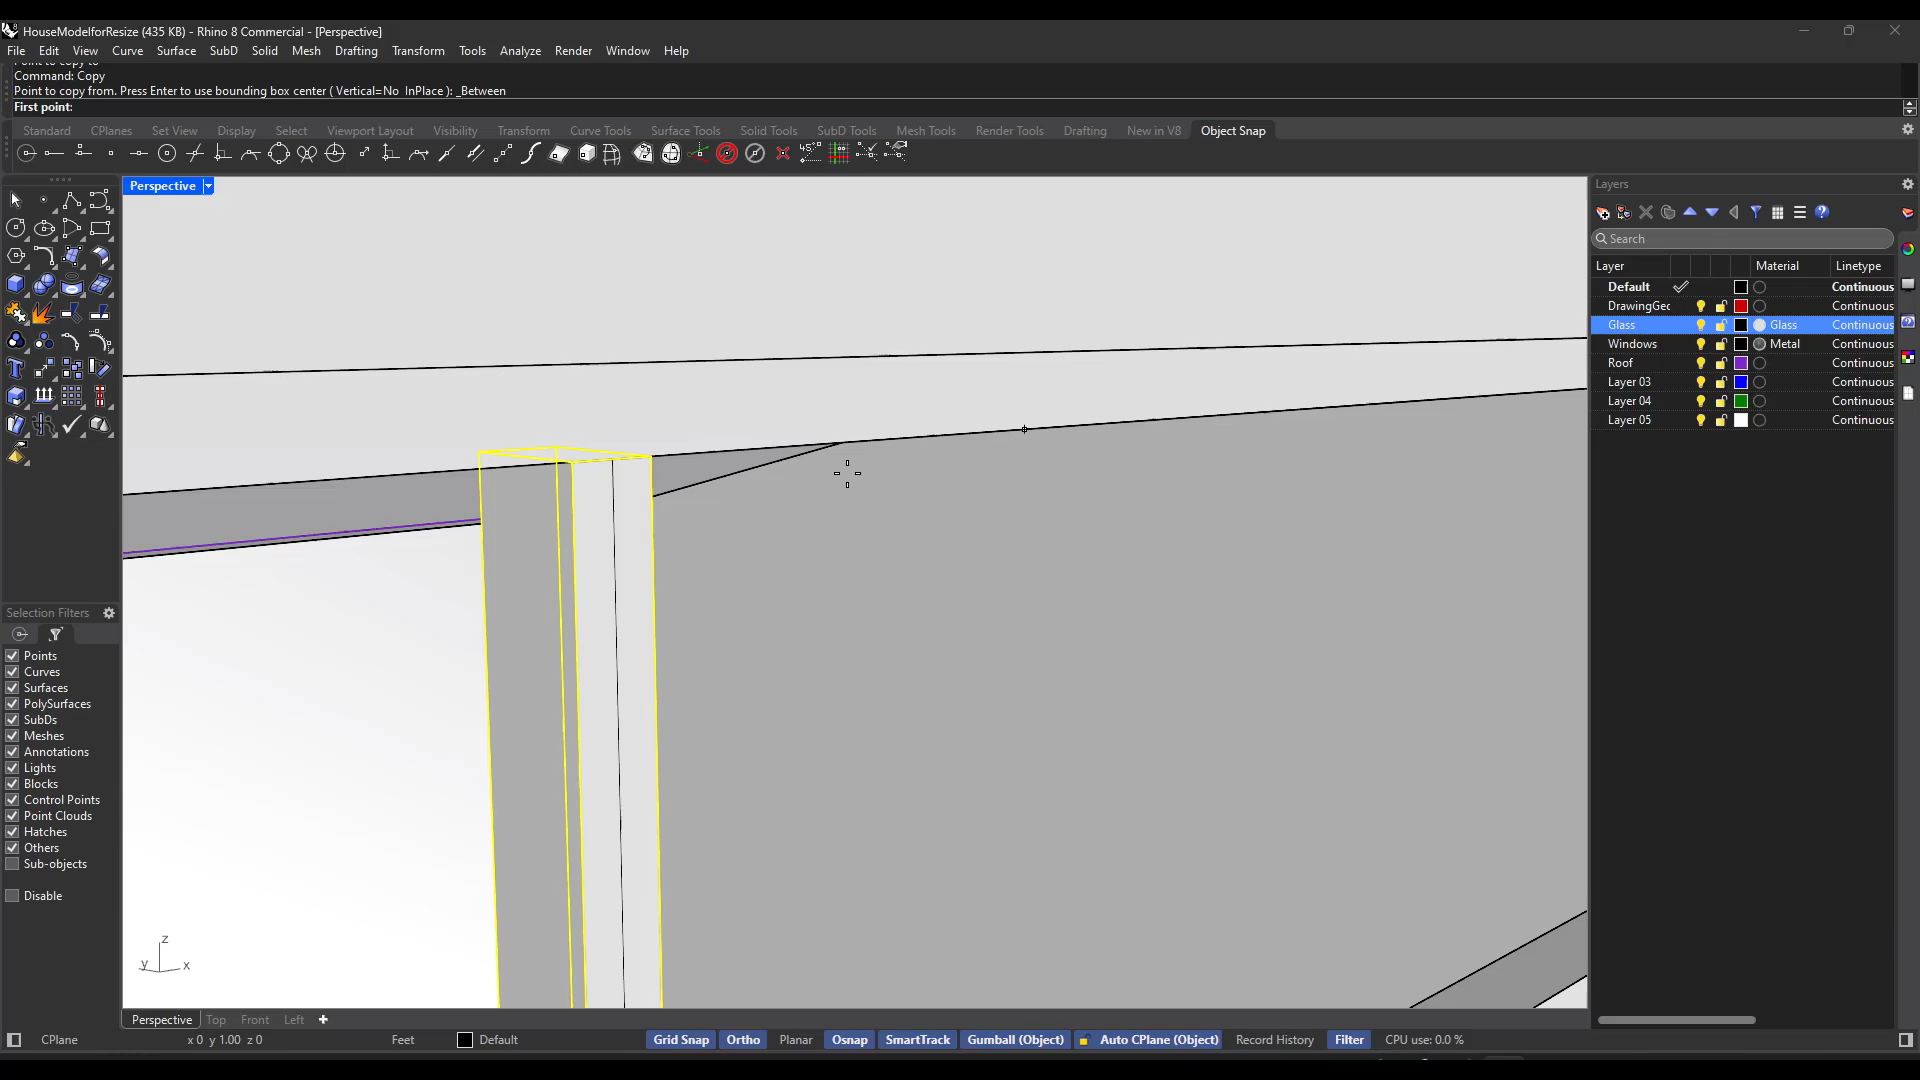 HouseModelforResize (435 KB) - Rhino 8 Commercial - [Perspective]
File Edit View Curve Surface SubD Solid Mesh Drafting Transform Tools Analyze Render Window Help
Point to copy to
Command: Copy
Point to copy from. Press Enter to use bounding box center ( Vertical=No InPlace ): _Between
First point:
Standard CPlanes Set View Display Select Viewport Layout Visibility Transform Curve Tools Surface Tools Solid Tools SubD Tools Mesh Tools Render Tools Drafting New in V8 Object Snap
Perspective
Layers
Search
Layer Material Linetype
Default Continuous
DrawingGeo Continuous
Glass Glass Continuous
Windows Metal Continuous
Roof Continuous
Layer 03 Continuous
Layer 04 Continuous
Layer 05 Continuous
Selection Filters
Points
Curves
Surfaces
PolySurfaces
SubDs
Meshes
Annotations
Lights
Blocks
Control Points
Point Clouds
Hatches
Others
Sub-objects
Disable
z
y x
Perspective Top Front Left
CPlane x 0 y 1.00 z 0 Feet Default Grid Snap Ortho Planar Osnap SmartTrack Gumball (Object) Auto CPlane (Object) Record History Filter CPU use: 0.0 %